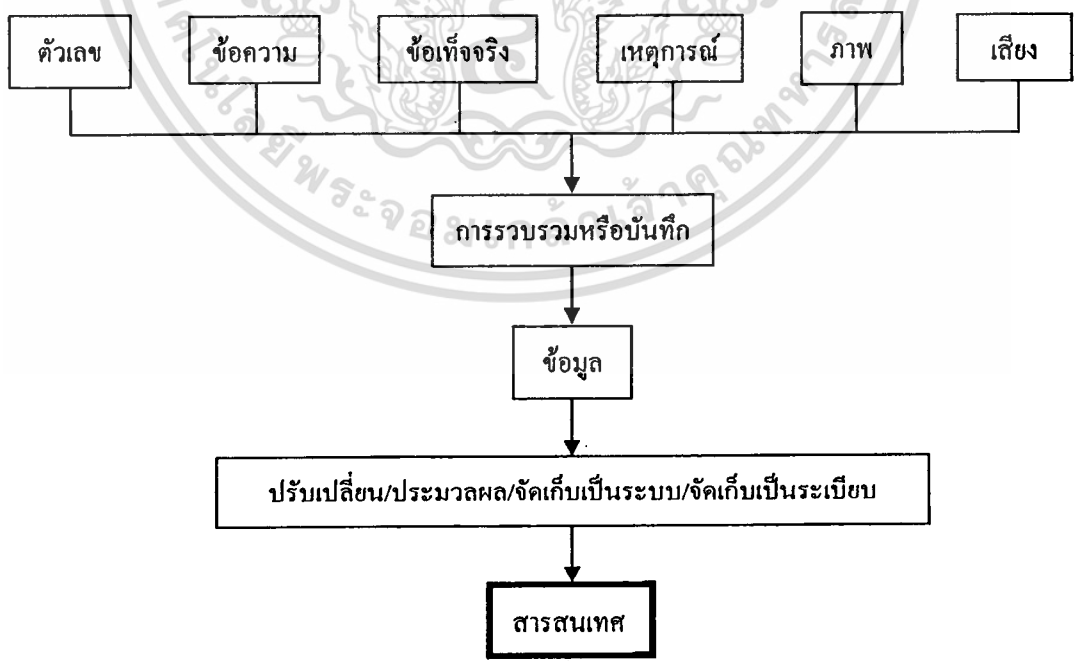 ตัวเลข
ข้อความ
ข้อเท็จจริง
เหตุการณ์
ภาพ
เสียง
การรวบรวมหรือบันทึก
ข้อมูล
ปรับเปลี่ยน/ประมวลผล/จัดเก็บเป็นระบบ/จัดเก็บเป็นระเบียบ
สารสนเทศ